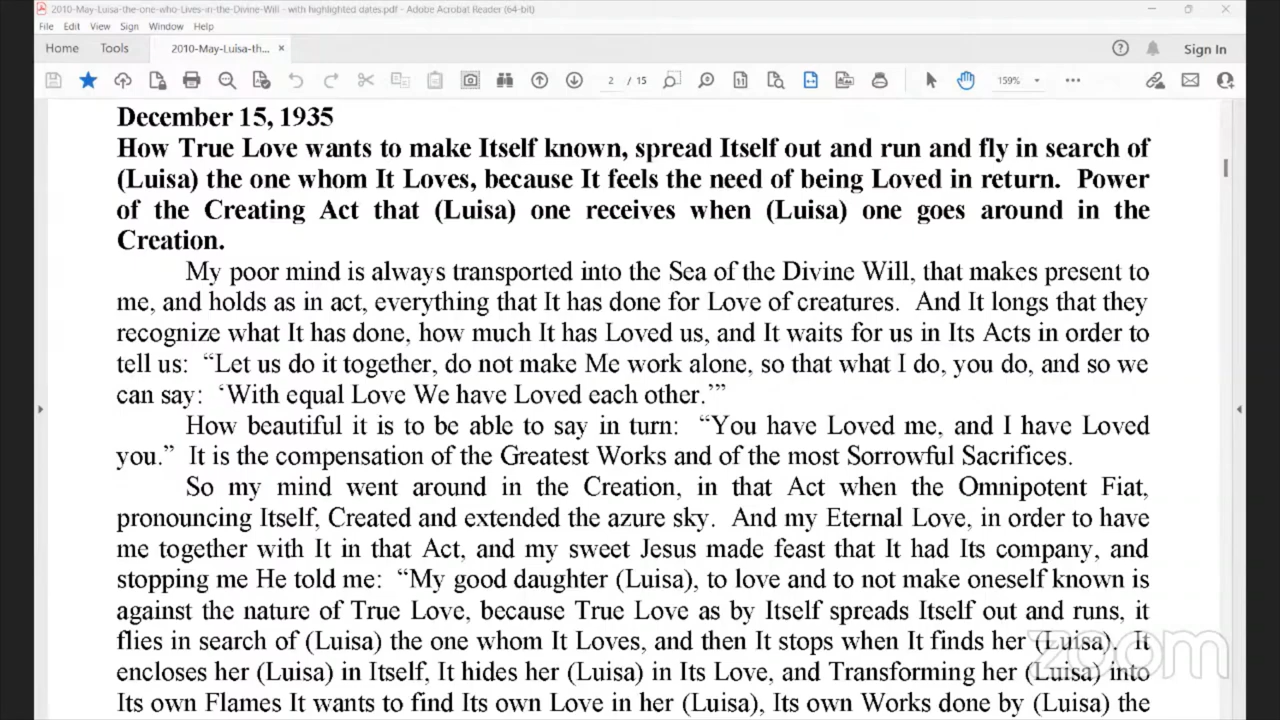 2010-May-Luisa-the-one-who-Lives-in-the-Divine-Will - with highlighted dates.pdf - Adobe Acrobat Reader (64-bit)
File Edit View Sign Window Help
Home Tools 2010-May-Luisa-th... × Sign In
2 / 15 159%
December 15, 1935
How True Love wants to make Itself known, spread Itself out and run and fly in search of
(Luisa) the one whom It Loves, because It feels the need of being Loved in return. Power
of the Creating Act that (Luisa) one receives when (Luisa) one goes around in the
Creation.
My poor mind is always transported into the Sea of the Divine Will, that makes present to
me, and holds as in act, everything that It has done for Love of creatures. And It longs that they
recognize what It has done, how much It has Loved us, and It waits for us in Its Acts in order to
tell us: “Let us do it together, do not make Me work alone, so that what I do, you do, and so we
can say: ‘With equal Love We have Loved each other.’”
How beautiful it is to be able to say in turn: “You have Loved me, and I have Loved
you.” It is the compensation of the Greatest Works and of the most Sorrowful Sacrifices.
So my mind went around in the Creation, in that Act when the Omnipotent Fiat,
pronouncing Itself, Created and extended the azure sky. And my Eternal Love, in order to have
me together with It in that Act, and my sweet Jesus made feast that It had Its company, and
stopping me He told me: “My good daughter (Luisa), to love and to not make oneself known is
against the nature of True Love, because True Love as by Itself spreads Itself out and runs, it
flies in search of (Luisa) the one whom It Loves, and then It stops when It finds her (Luisa). It
encloses her (Luisa) in Itself, It hides her (Luisa) in Its Love, and Transforming her (Luisa) into
Its own Flames It wants to find Its own Love in her (Luisa), Its own Works done by (Luisa) the
zoom